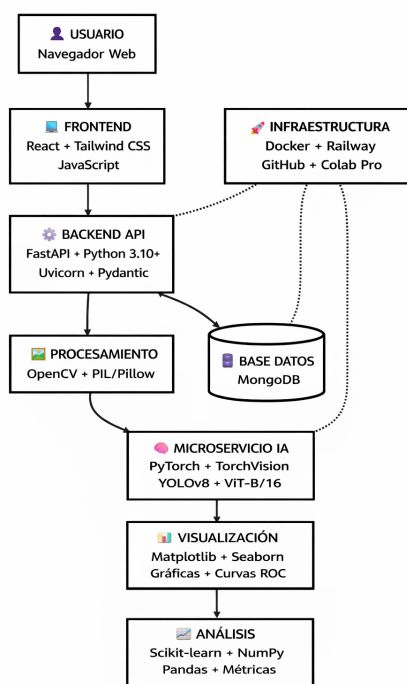 USUARIO
Navegador Web
FRONTEND
React + Tailwind CSS
JavaScript
INFRAESTRUCTURA
Docker + Railway
GitHub + Colab Pro
BACKEND API
FastAPI + Python 3.10+
Uvicorn + Pydantic
PROCESAMIENTO
OpenCV + PIL/Pillow
BASE DATOS
MongoDB
MICROSERVICIO IA
PyTorch + TorchVision
YOLOv8 + ViT-B/16
VISUALIZACIÓN
Matplotlib + Seaborn
Gráficas + Curvas ROC
ANÁLISIS
Scikit-learn + NumPy
Pandas + Métricas